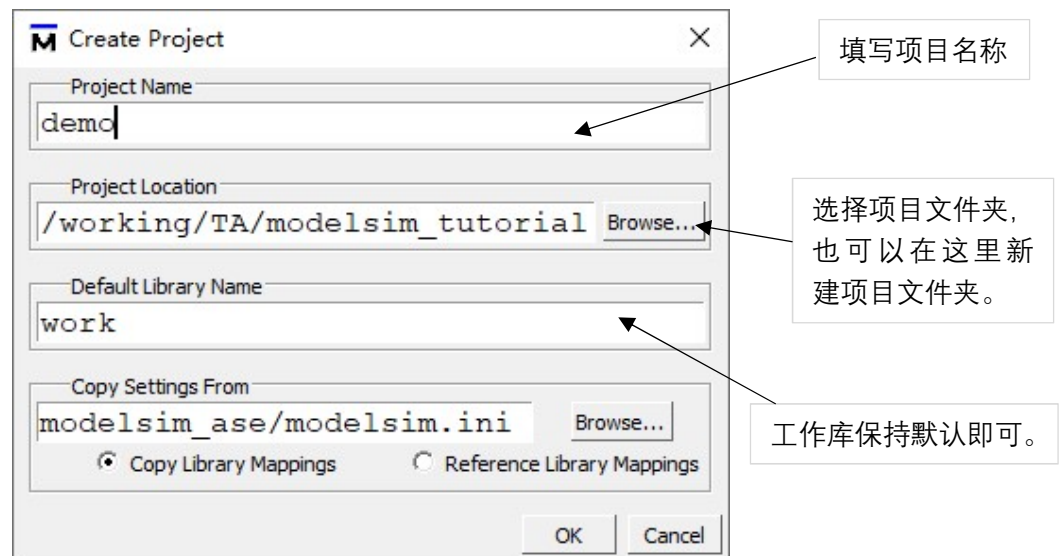 Create Project
Project Name
demo
Project Location
/working/TA/modelsim_tutorial
Browse...
Default Library Name
work
Copy Settings From
modelsim_ase/modelsim.ini
Browse...
Copy Library Mappings
Reference Library Mappings
OK
Cancel
填写项目名称
选择项目文件夹,
也可以在这里新
建项目文件夹。
工作库保持默认即可。